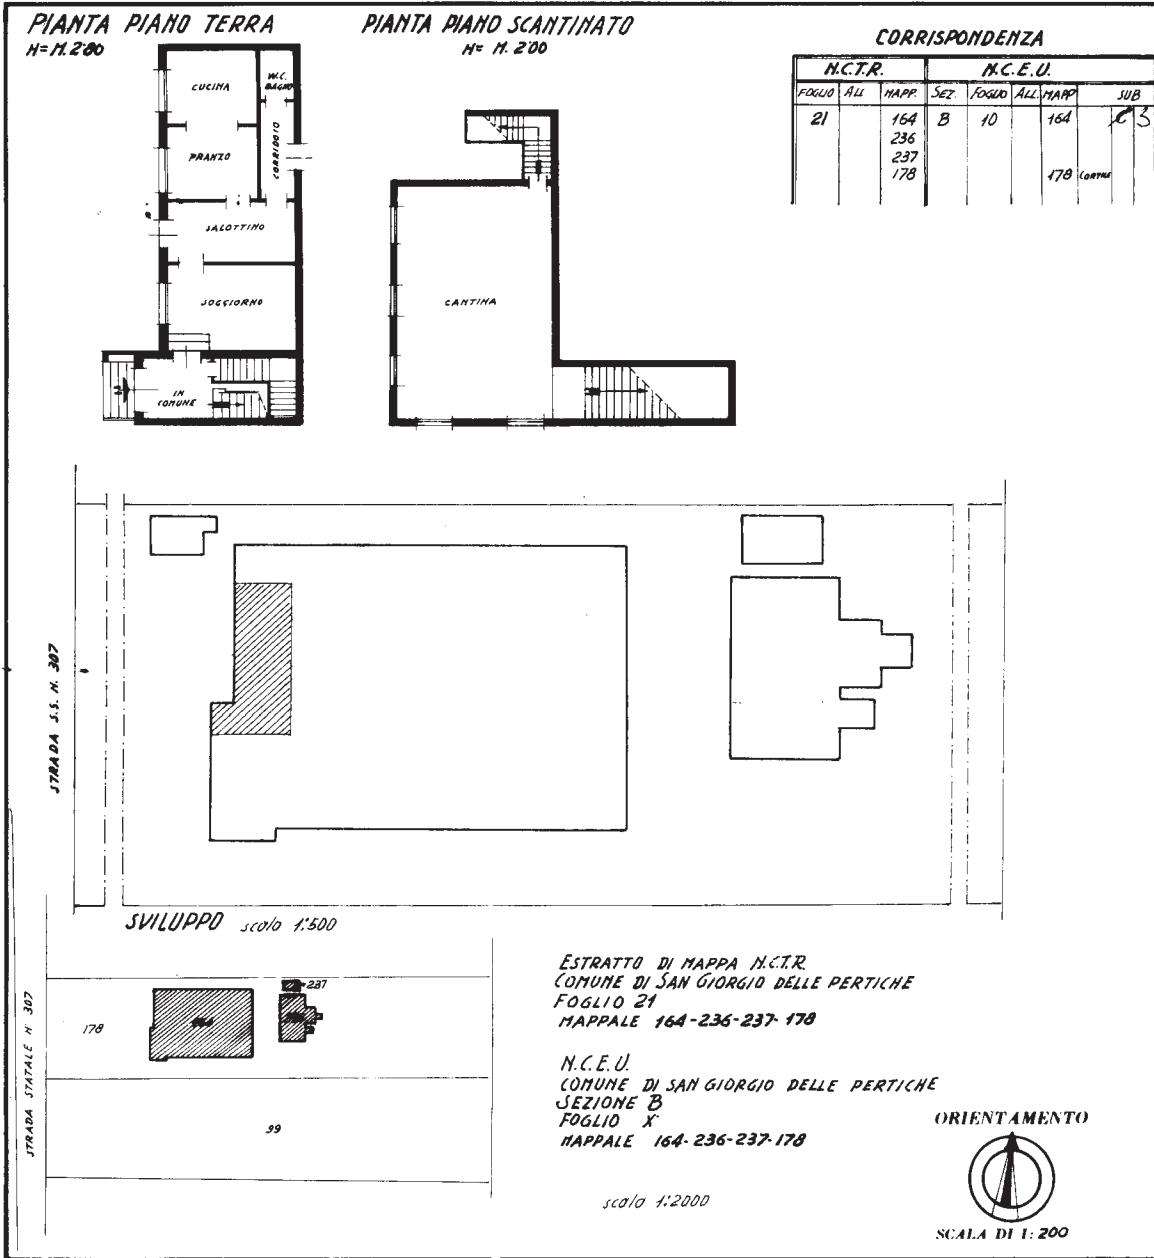 PIANTA PIANO TERRA
H= M. 2'80
PIANTA PIANO SCANTINATO
H= M. 2'00
CORRISPONDENZA
N.C.T.R. N.C.E.U.
FOGLIO ALL MAPP. SEZ. FOGLIO ALL. MAPP SUB
21 164 B 10 164 3
236
237
178 178 CORTILE
CUCINA
W.C. BAGNO
PRANZO
CORRIDOIO
SALOTTINO
SOGGIORNO
IN COMUNE
CANTINA
STRADA S.S. N. 307
SVILUPPO scala 1:500
STRADA STATALE N° 307
178
164
237
99
ESTRATTO DI MAPPA N.C.T.R.
COMUNE DI SAN GIORGIO DELLE PERTICHE
FOGLIO 21
MAPPALE 164-236-237-178
N.C.E.U.
COMUNE DI SAN GIORGIO DELLE PERTICHE
SEZIONE B
FOGLIO X
MAPPALE 164-236-237-178
scala 1:2000
ORIENTAMENTO
SCALA DI 1: 200